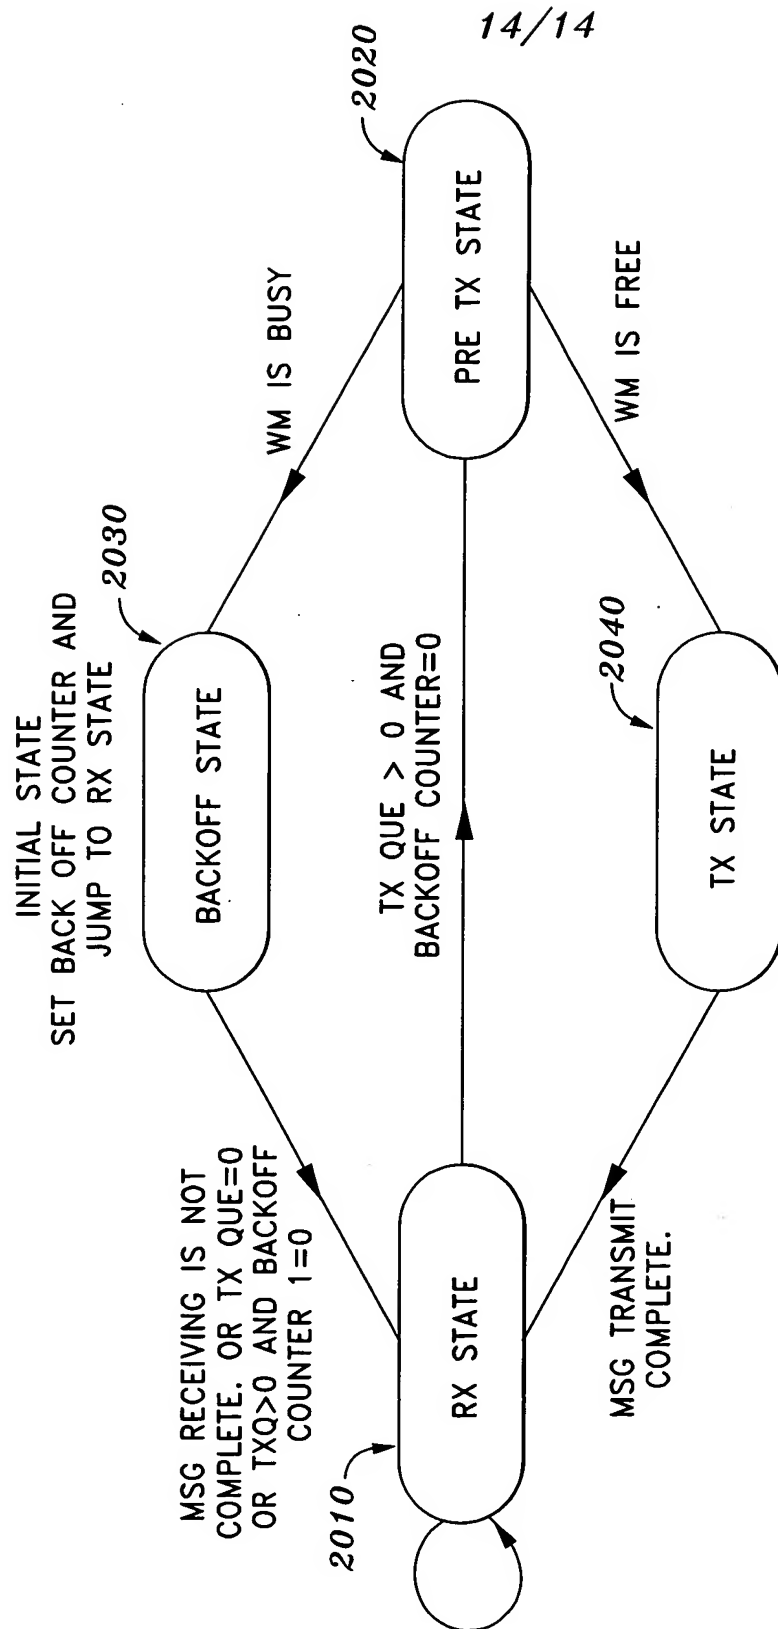 14/14
INITIAL STATE
SET BACK OFF COUNTER AND
JUMP TO RX STATE
2030
BACKOFF STATE
MSG RECEIVING IS NOT
COMPLETE. OR TX QUE=0
OR TXQ>0 AND BACKOFF
COUNTER 1=0
WM IS BUSY
2020
2010
RX STATE
TX QUE > 0 AND
BACKOFF COUNTER=0
PRE TX STATE
MSG TRANSMIT
COMPLETE.
2040
TX STATE
WM IS FREE